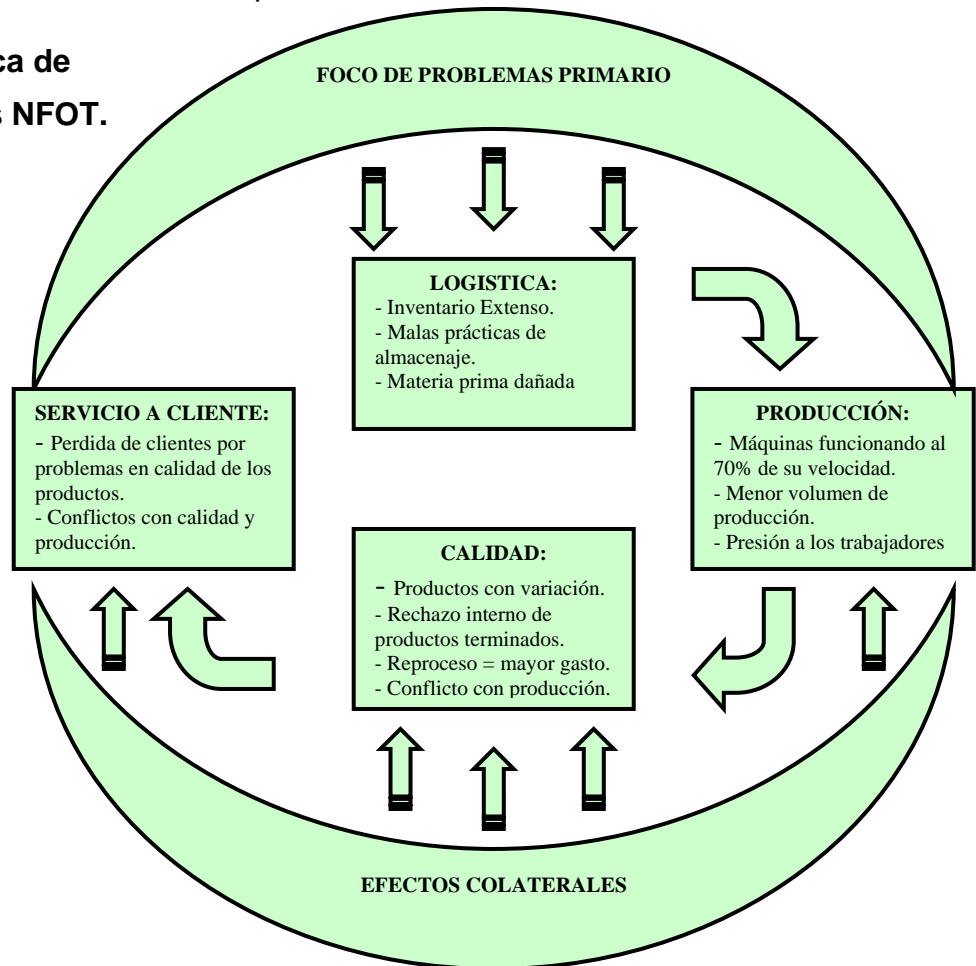 ca de
s NFOT.
FOCO DE PROBLEMAS PRIMARIO
LOGISTICA:
- Inventario Extenso.
- Malas prácticas de
almacenaje.
- Materia prima dañada
SERVICIO A CLIENTE:
- Perdida de clientes por
problemas en calidad de los
productos.
- Conflictos con calidad y
producción.
PRODUCCIÓN:
- Máquinas funcionando al
70% de su velocidad.
- Menor volumen de
producción.
- Presión a los trabajadores
CALIDAD:
- Productos con variación.
- Rechazo interno de
productos terminados.
- Reproceso = mayor gasto.
- Conflicto con producción.
EFECTOS COLATERALES